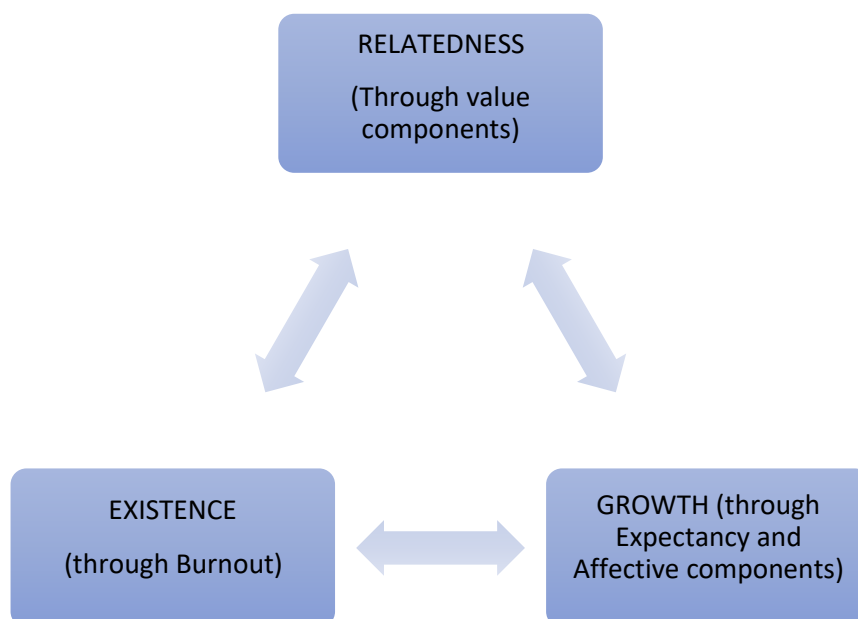 RELATEDNESS
(Through value
components)
EXISTENCE
(through Burnout)
GROWTH (through
Expectancy and
Affective components)